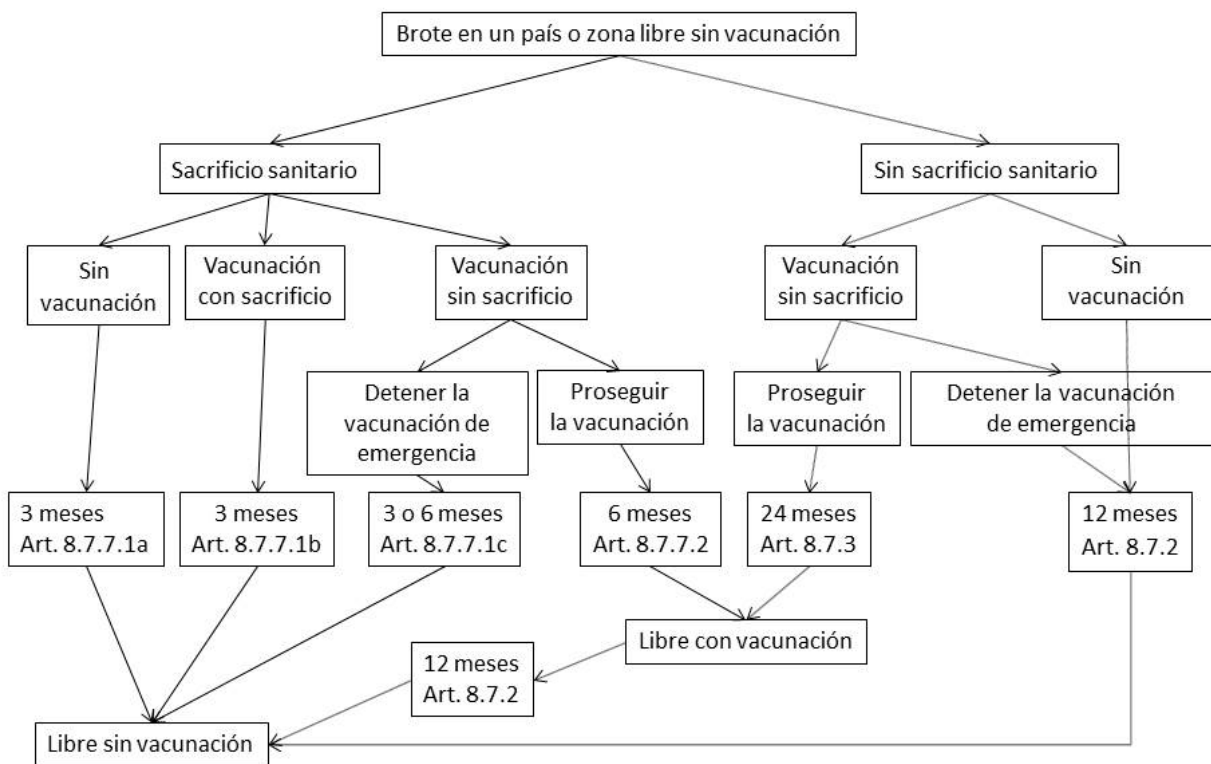 Brote en un país o zona libre sin vacunación
Sacrificio sanitario
Sin sacrificio sanitario
Sin
vacunación
Vacunación
con sacrificio
Vacunación
sin sacrificio
Vacunación
sin sacrificio
Sin
vacunación
Detener la
vacunación de
emergencia
Proseguir
la vacunación
Proseguir
la vacunación
Detener la vacunación
de emergencia
3 meses
Art. 8.7.7.1a
3 meses
Art. 8.7.7.1b
3 o 6 meses
Art. 8.7.7.1c
6 meses
Art. 8.7.7.2
24 meses
Art. 8.7.3
12 meses
Art. 8.7.2
Libre con vacunación
12 meses
Art. 8.7.2
Libre sin vacunación